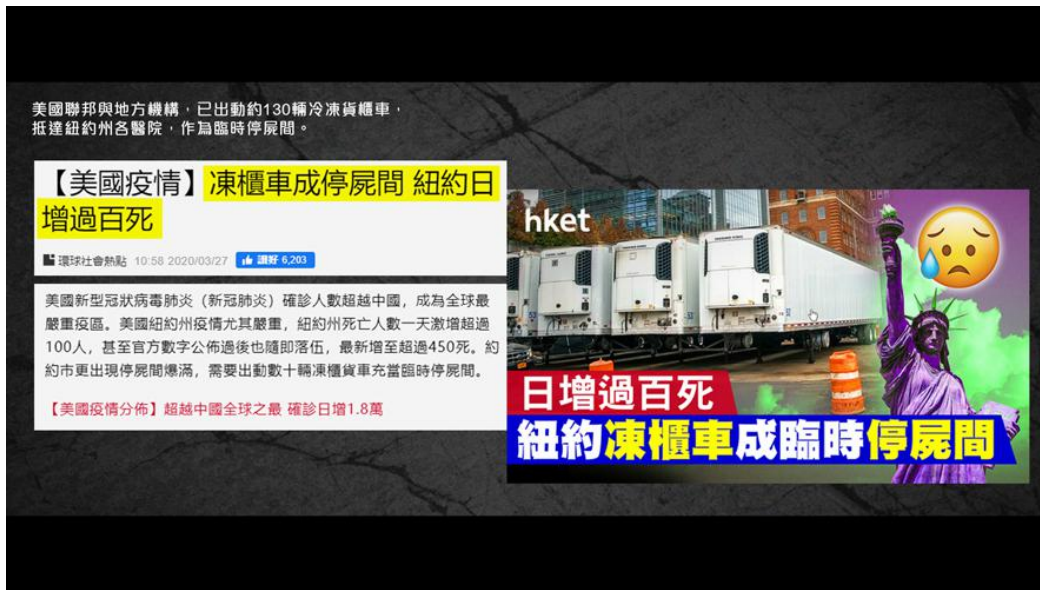 美國聯邦與地方機構，已出動約130輛冷凍貨櫃車，
抵達紐約州各醫院，作為臨時停屍間。
【美國疫情】凍櫃車成停屍間 紐約日
增過百死
環球社會熱點 10:58 2020/03/27 讚好 6,203
美國新型冠狀病毒肺炎（新冠肺炎）確診人數超越中國，成為全球最
嚴重疫區。美國紐約州疫情尤其嚴重，紐約州死亡人數一天激增超過
100人，甚至官方數字公佈過後也隨即落伍，最新增至超過450死。約
約市更出現停屍間爆滿，需要出動數十輛凍櫃貨車充當臨時停屍間。
【美國疫情分佈】超越中國全球之最 確診日增1.8萬
hket
日增過百死
紐約凍櫃車成臨時停屍間